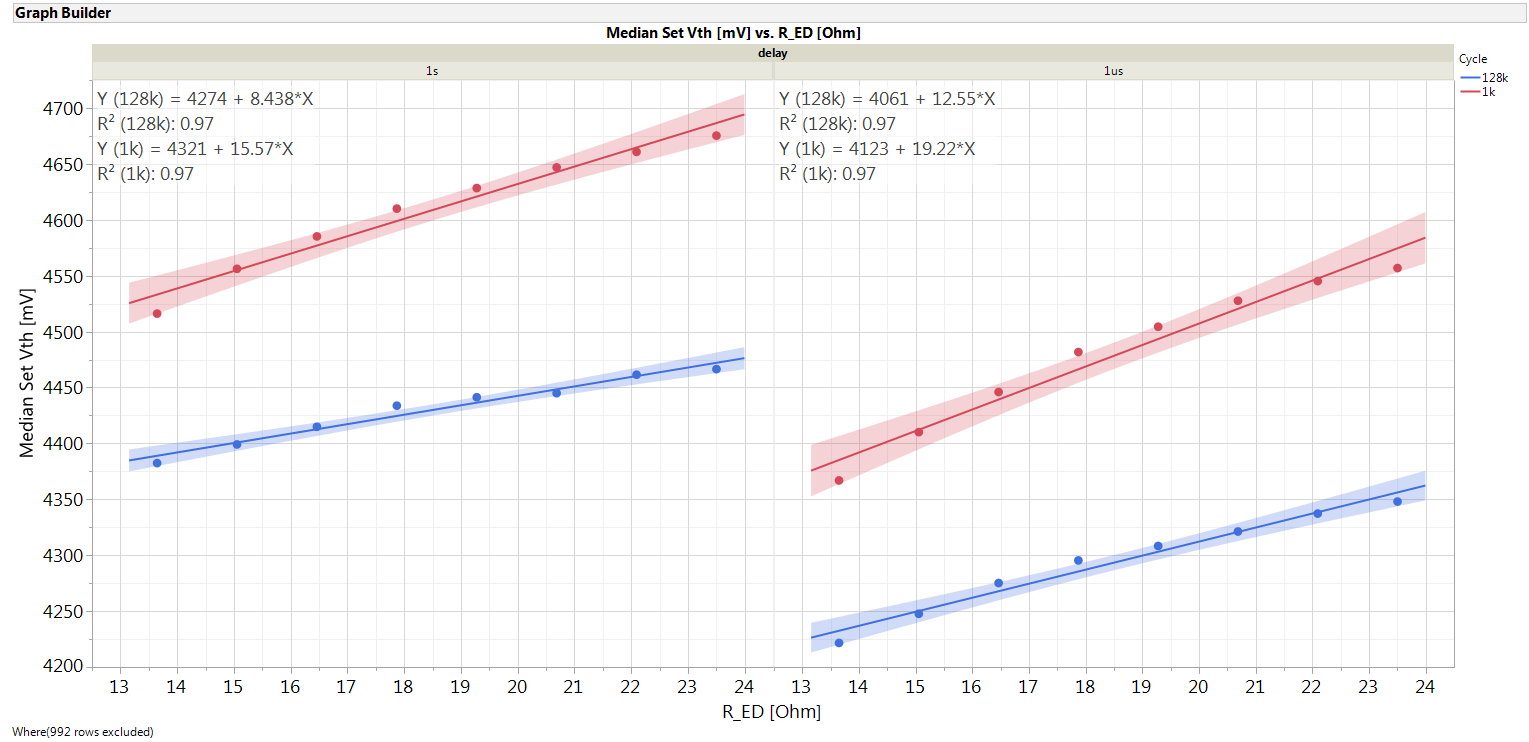 Graph Builder
Median Set Vth [mV] vs. R_ED [Ohm]
delay
1s 1us
Cycle
128k
1k
Y (128k) = 4274 + 8.438*X
R² (128k): 0.97
Y (1k) = 4321 + 15.57*X
R² (1k): 0.97
Y (128k) = 4061 + 12.55*X
R² (128k): 0.97
Y (1k) = 4123 + 19.22*X
R² (1k): 0.97
Median Set Vth [mV]
4700
4650
4600
4550
4500
4450
4400
4350
4300
4250
4200
13 14 15 16 17 18 19 20 21 22 23 24 13 14 15 16 17 18 19 20 21 22 23 24
R_ED [Ohm]
Where(992 rows excluded)